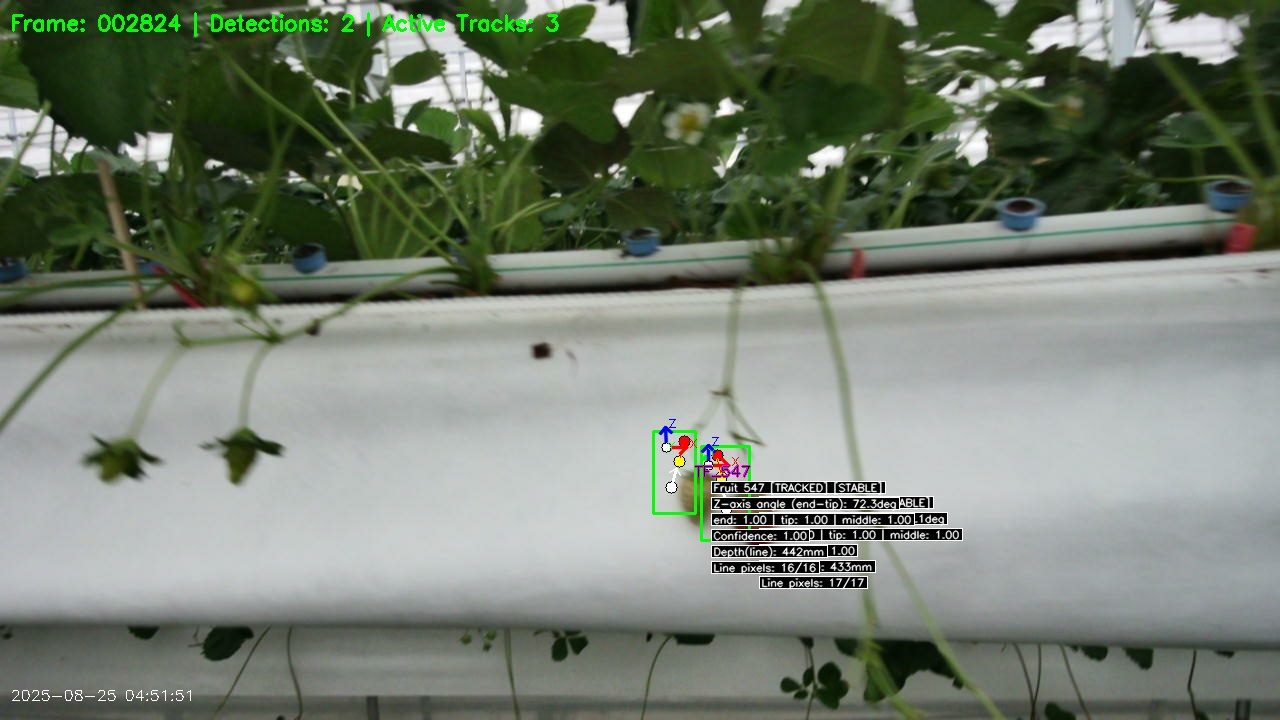 Frame: 002824 | Detections: 2 | Active Tracks: 3
Z
X
Z
X
547
Fruit 547 [TRACKED] [STABLE]
Z-axis angle (end-tip): 72.3deg ABLE]
end: 1.00 | tip: 1.00 | middle: 1.00 .1deg
Confidence: 1.00 | tip: 1.00 | middle: 1.00
Depth(line): 442mm 1.00
Line pixels: 16/16 : 433mm
Line pixels: 17/17
2025-08-25 04:51:51